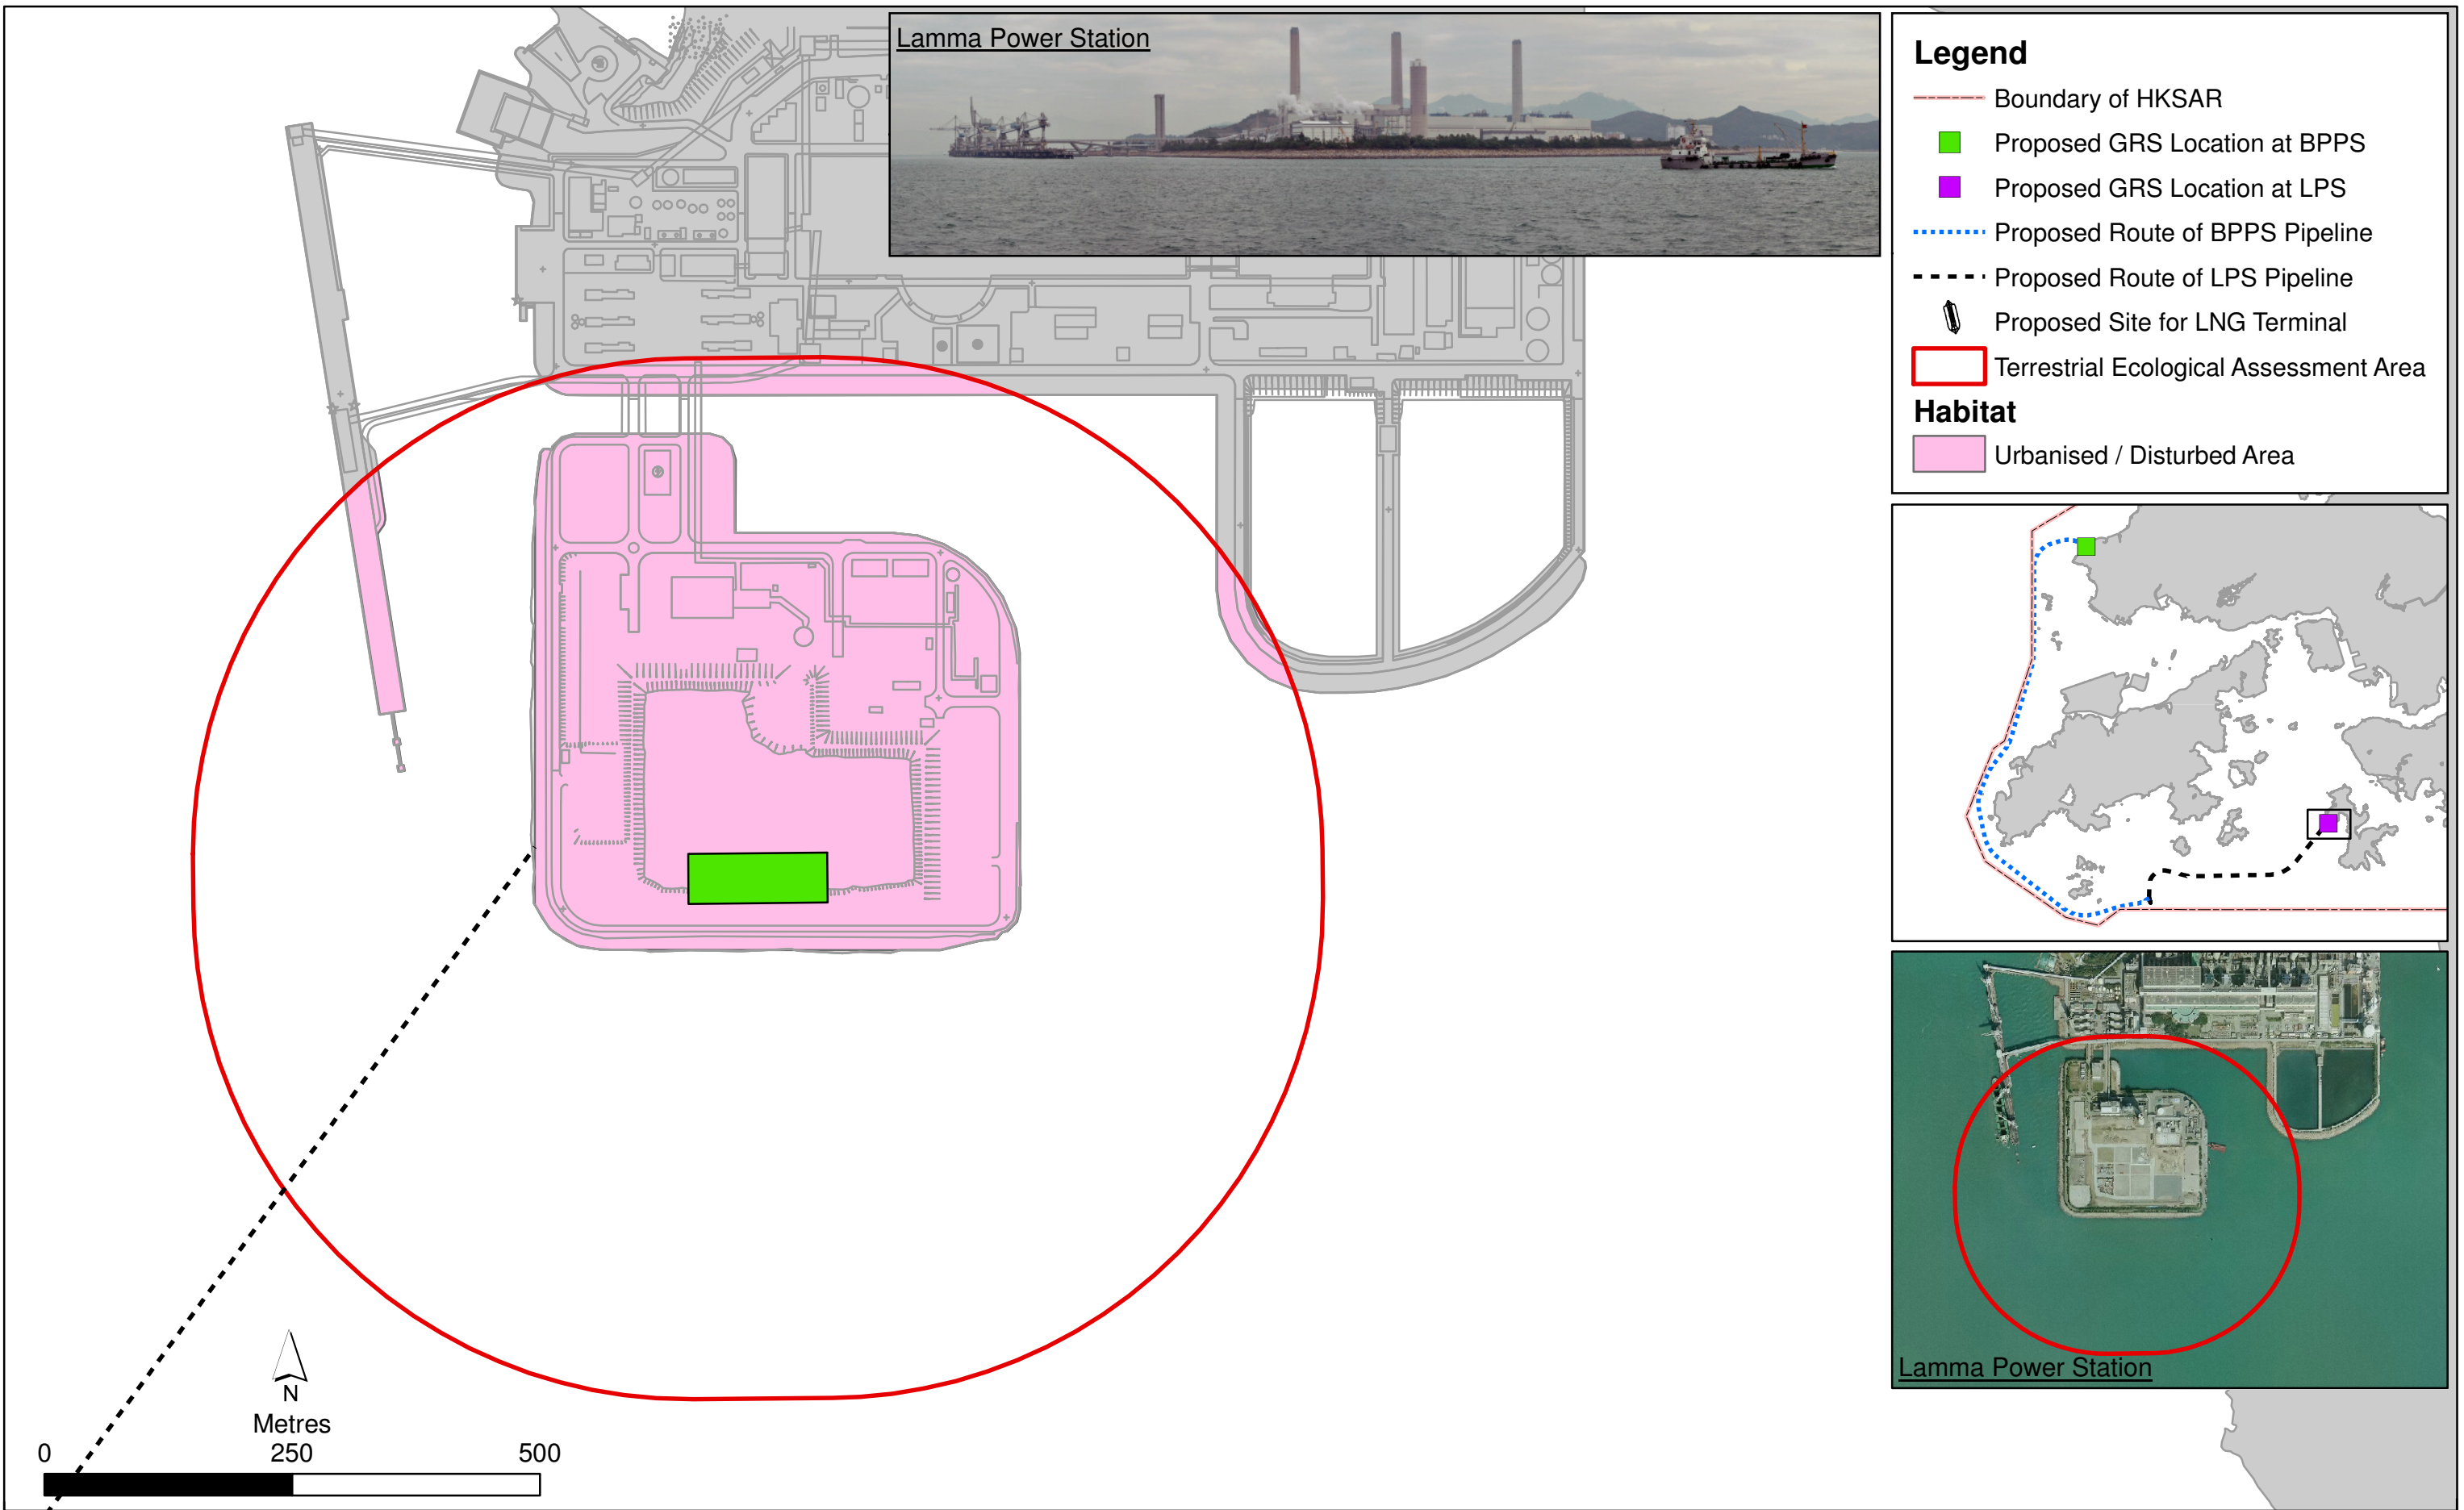 Lamma Power Station
Legend
Boundary of HKSAR
Proposed GRS Location at BPPS
Proposed GRS Location at LPS
Proposed Route of BPPS Pipeline
Proposed Route of LPS Pipeline
Proposed Site for LNG Terminal
Terrestrial Ecological Assessment Area
Habitat
Urbanised / Disturbed Area
Lamma Power Station
N
Metres
0 250 500